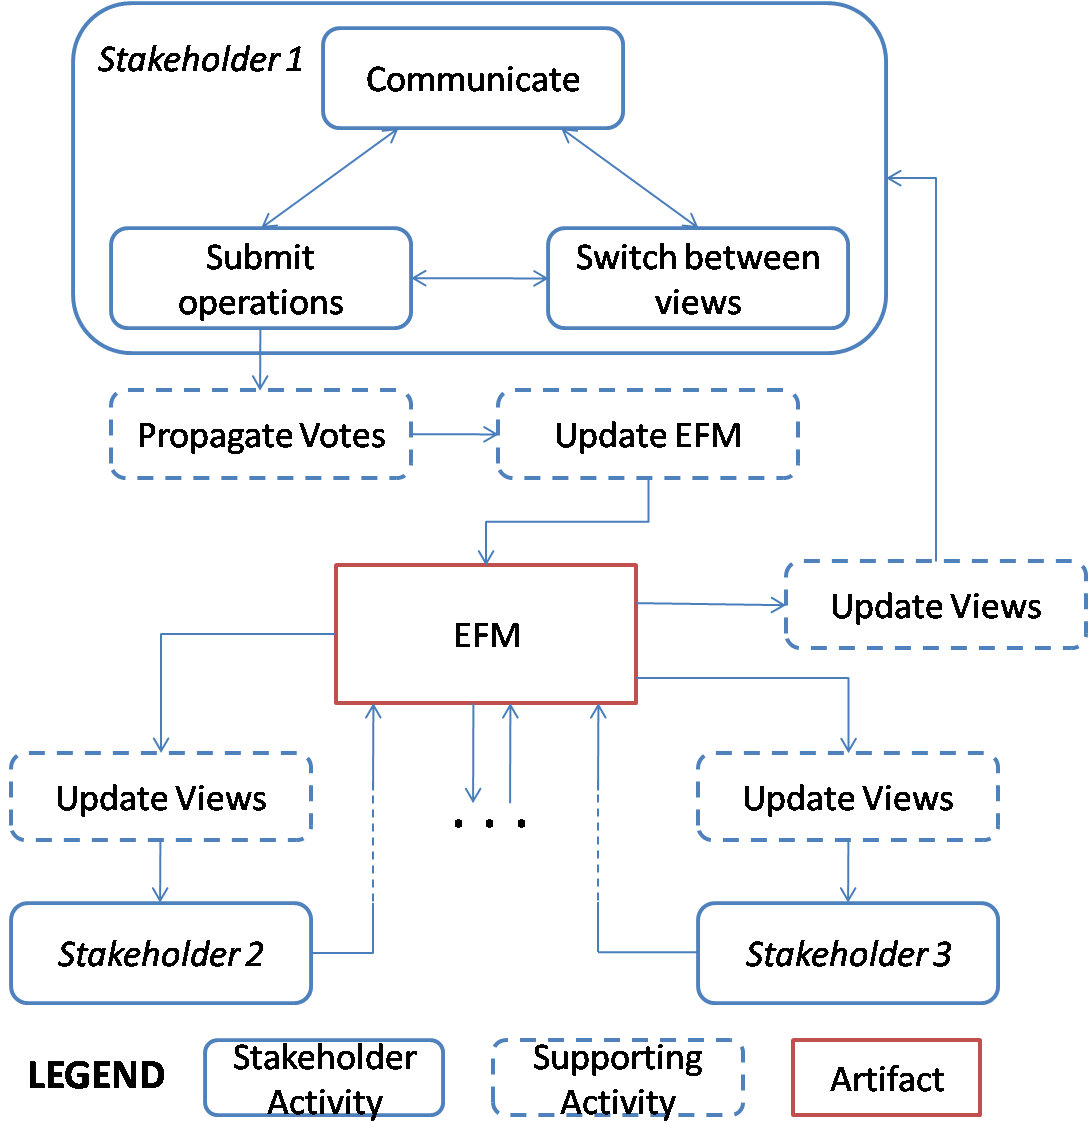 Stakeholder 1
Communicate
Submit
operations
Switch between
views
Propagate Votes
Update EFM
EFM
Update Views
Update Views
. . .
Update Views
Stakeholder 2
Stakeholder 3
LEGEND
Stakeholder
Activity
Supporting
Activity
Artifact